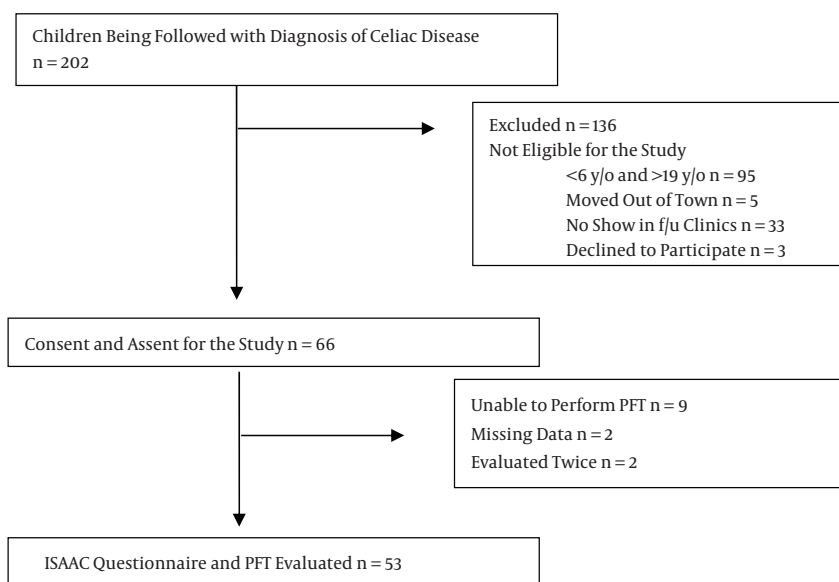 Children Being Followed with Diagnosis of Celiac Disease
n = 202
Excluded n = 136
Not Eligible for the Study
<6 y/o and >19 y/o n = 95
Moved Out of Town n = 5
No Show in f/u Clinics n = 33
Declined to Participate n = 3
Consent and Assent for the Study n = 66
Unable to Perform PFT n = 9
Missing Data n = 2
Evaluated Twice n = 2
ISAAC Questionnaire and PFT Evaluated n = 53